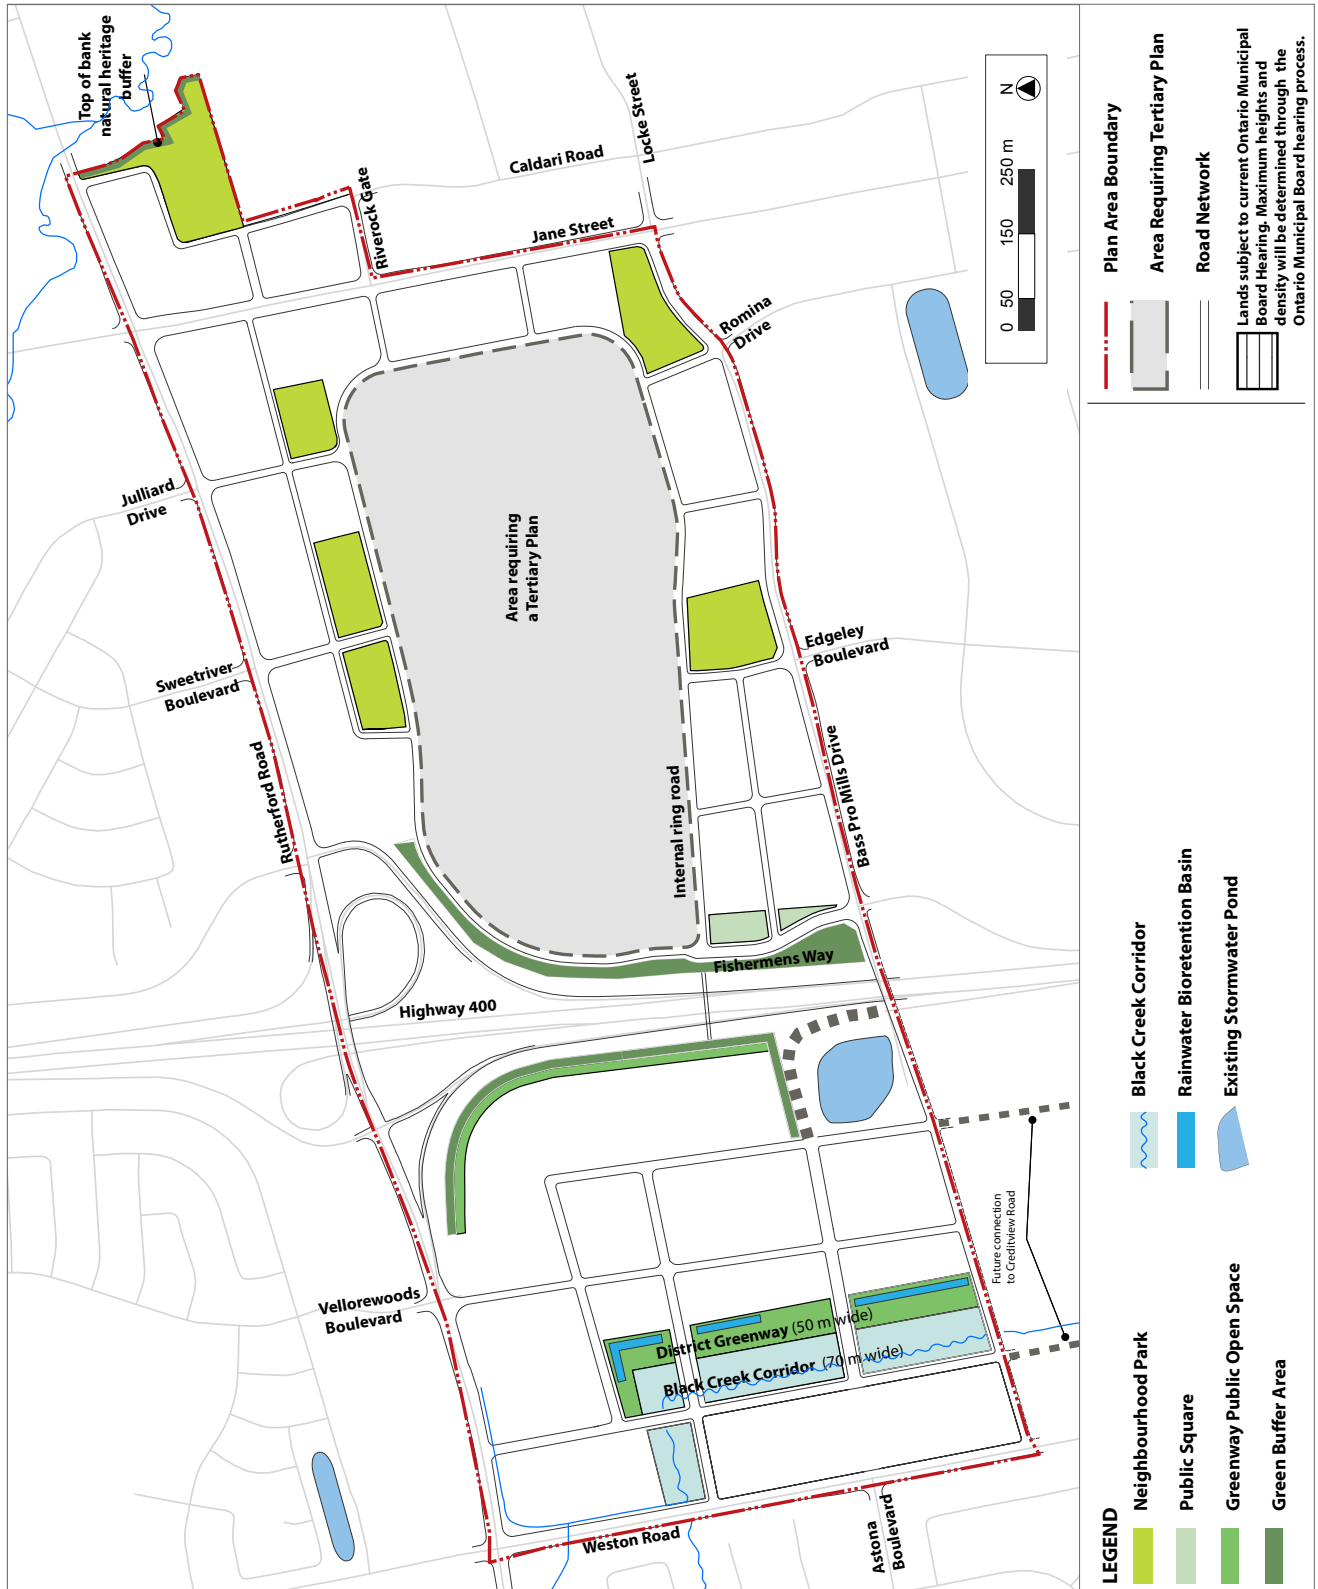 Top of bank
natural heritage
buffer
Locke Street
Caldari Road
Riverock Gate
Jane Street
Romina
Drive
Julliard
Drive
Area requiring
a Tertiary Plan
Sweetriver
Boulevard
Edgeley
Boulevard
Rutherford Road
Internal ring road
Bass Pro Mills Drive
Fishermens Way
Highway 400
Vellorewoods
Boulevard
District Greenway (50 m wide)
Black Creek Corridor (70 m wide)
Future connection
to Creditview Road
Weston Road
Astona
Boulevard
N
0 50 150 250 m
LEGEND
Neighbourhood Park
Public Square
Greenway Public Open Space
Green Buffer Area
Black Creek Corridor
Rainwater Bioretention Basin
Existing Stormwater Pond
Plan Area Boundary
Area Requiring Tertiary Plan
Road Network
Lands subject to current Ontario Municipal
Board Hearing. Maximum heights and
density will be determined through the
Ontario Municipal Board hearing process.